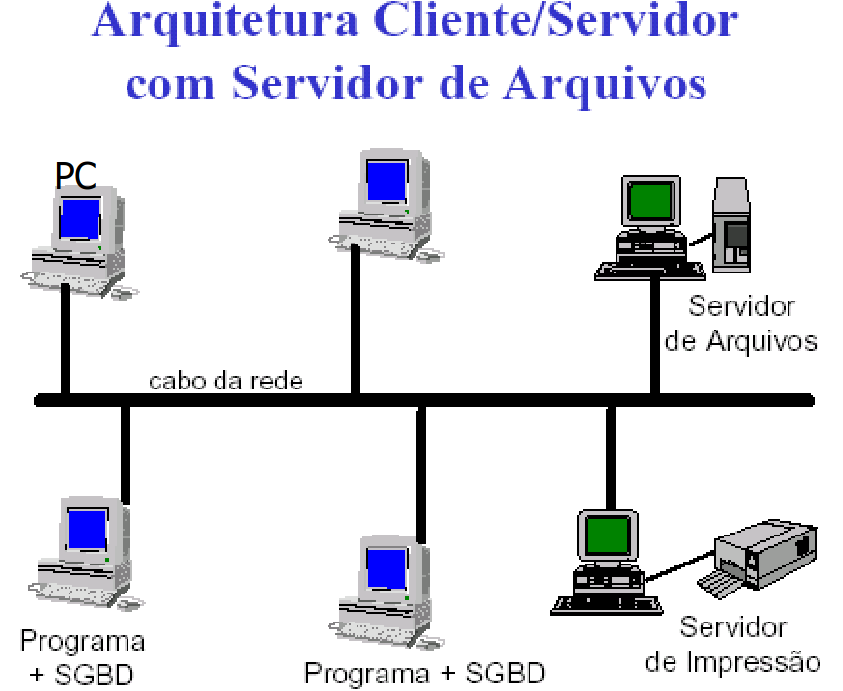 Arquitetura Cliente/Servidor
com Servidor de Arquivos
PC
Servidor
de Arquivos
cabo da rede
Programa
+ SGBD
Programa + SGBD
Servidor
de Impressão